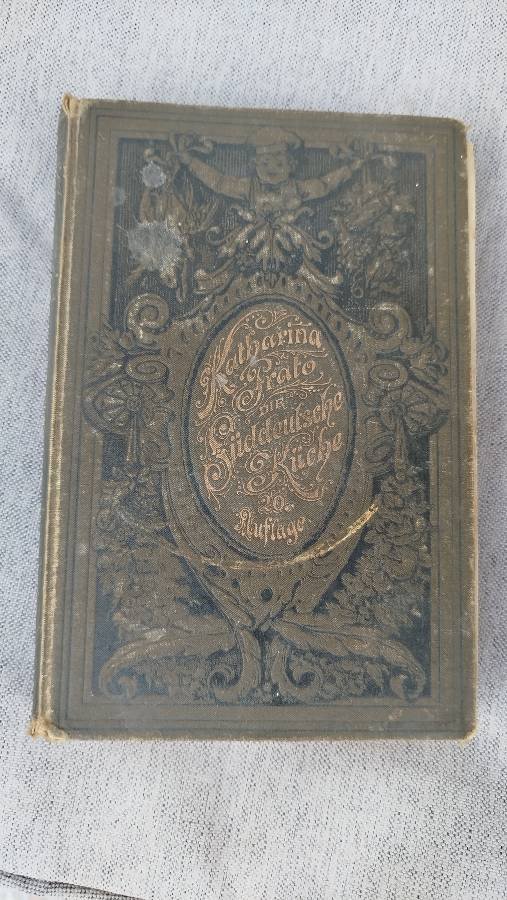 Katharina
Prato
DIE
Süddeutsche
Küche
20.
Auflage